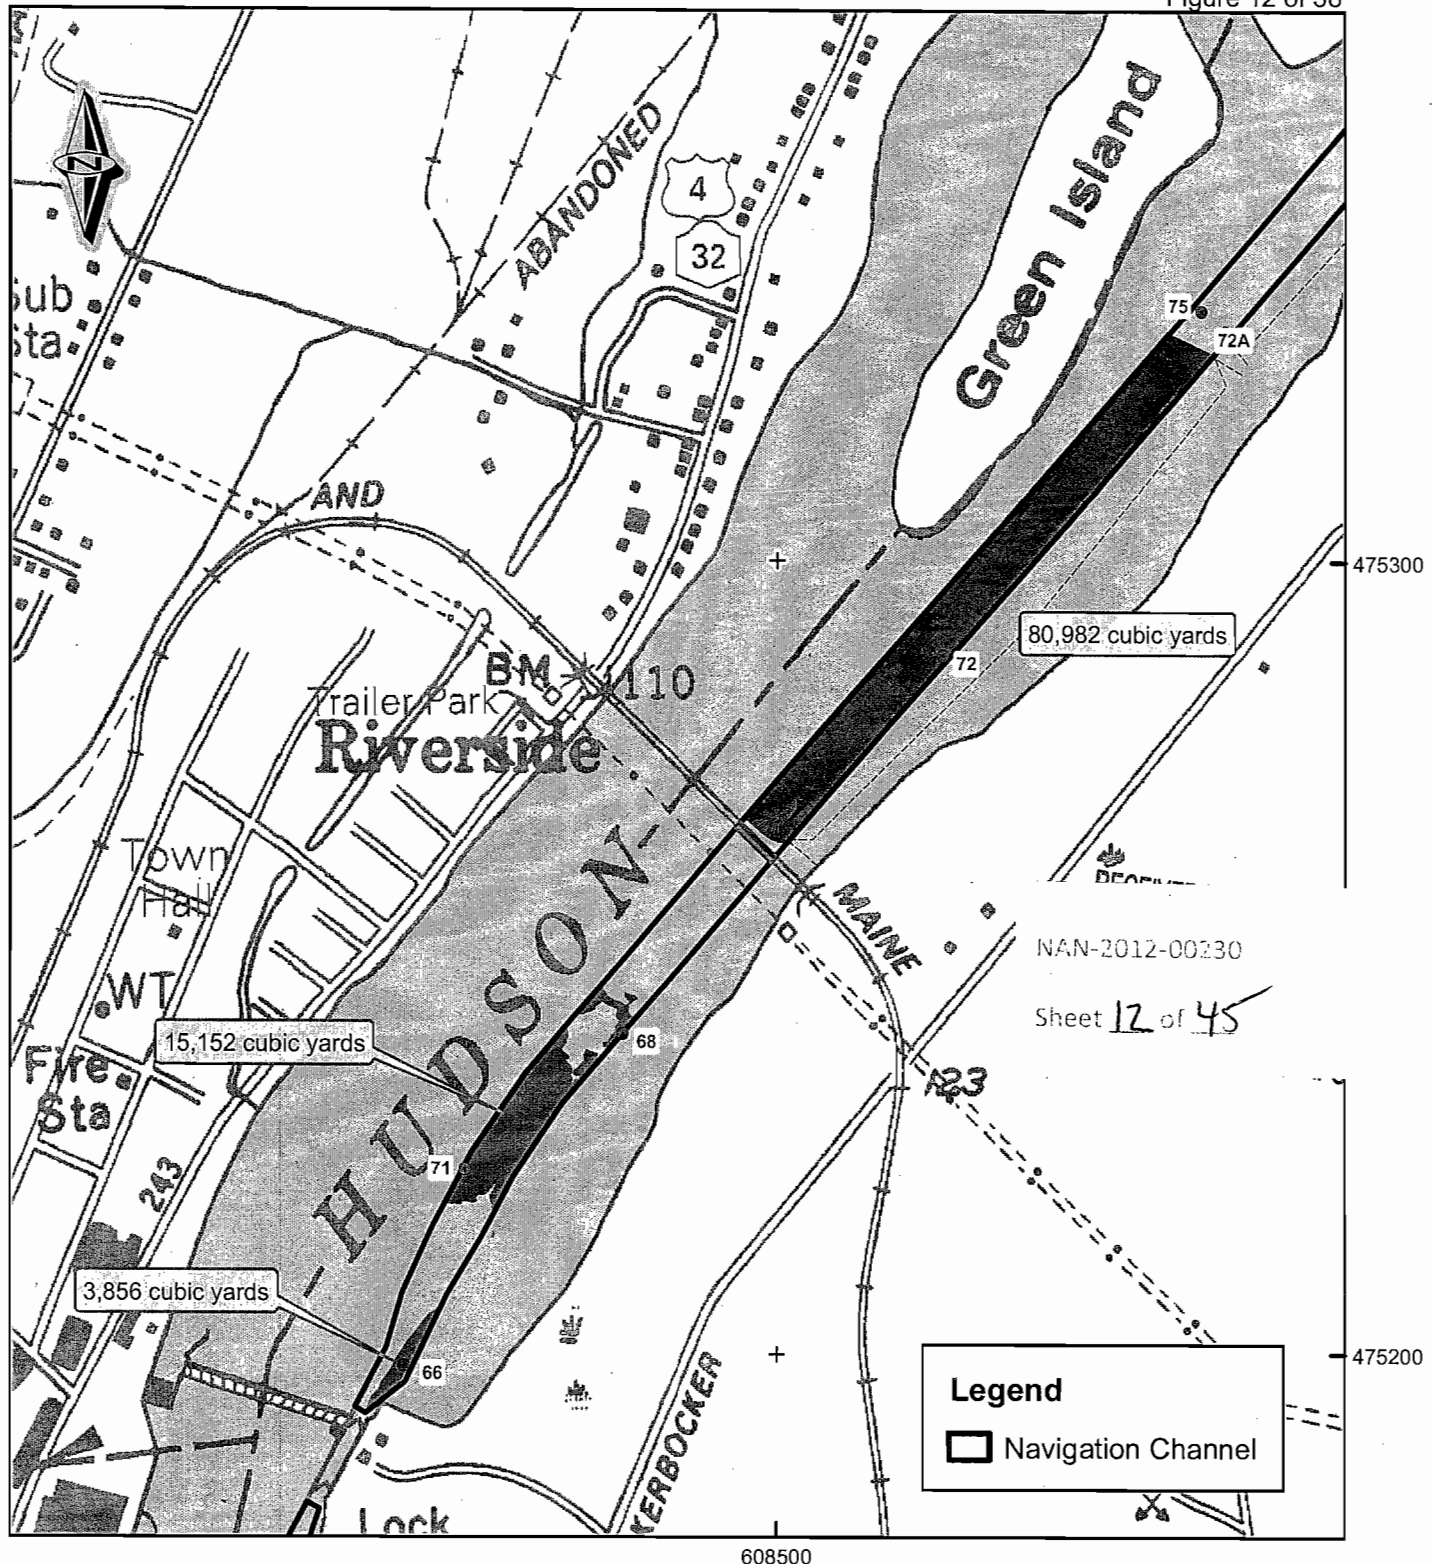 Figure 12 of 38
N
Sub
Sta
ABANDONED
4
32
Green Island
75
72A
AND
475300
80,982 cubic yards
72
BM
110
Trailer Park
Riverside
Town
Hall
HUDSON
MAINE
NAN-2012-00230
Sheet 12 of 45
WT
15,152 cubic yards
68
Fire
Sta
123
71
243
3,856 cubic yards
66
475200
KERBOCKER
Legend
Navigation Channel
Lock
608500